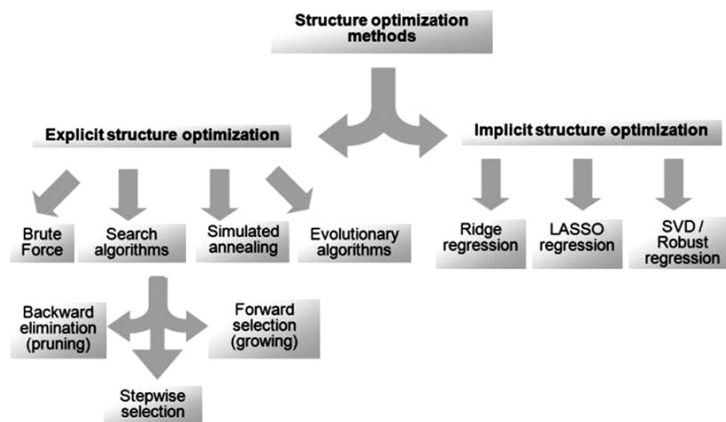 Structure optimization
methods
Explicit structure optimization
Implicit structure optimization
Brute
Force
Search
algorithms
Simulated
annealing
Evolutionary
algorithms
Ridge
regression
LASSO
regression
SVD /
Robust
regression
Backward
elimination
(pruning)
Forward
selection
(growing)
Stepwise
selection